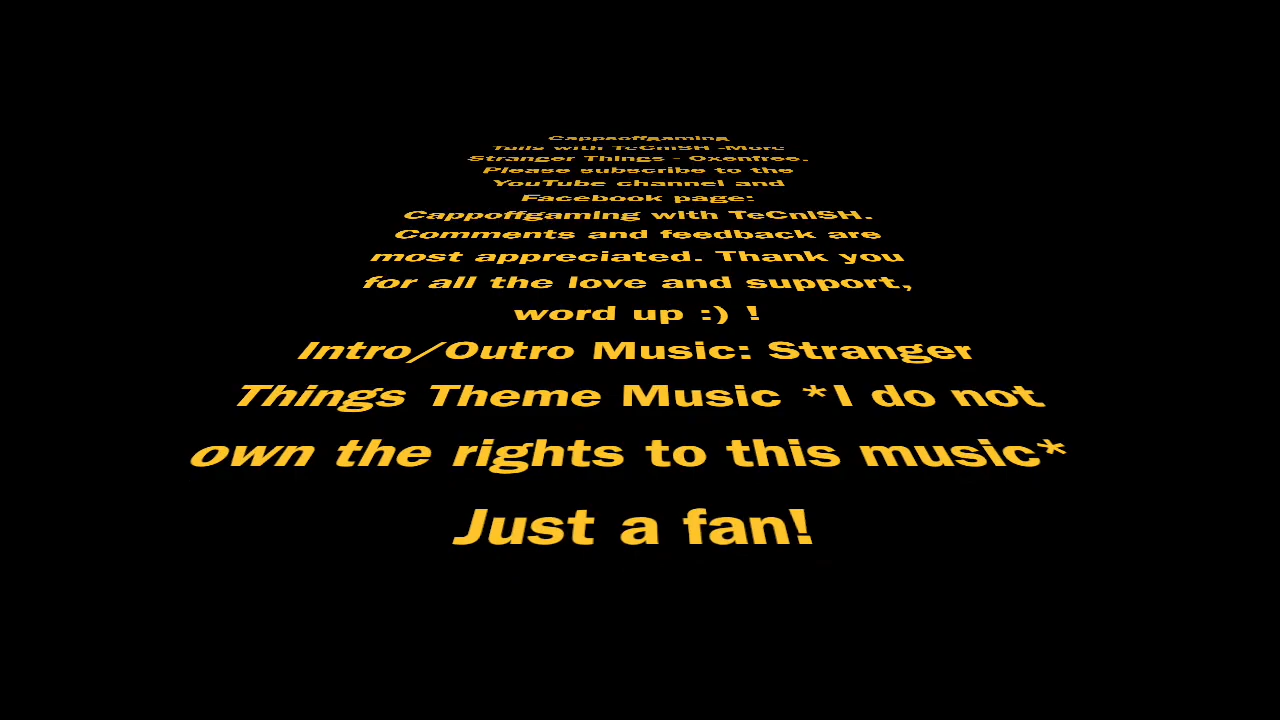 Cappaoffgaming
with TeCnISH -More
Stranger Things - Oxenfree.
Please subscribe to the
YouTube channel and
Facebook page:
Cappoffgaming with TeCnISH.
Comments and feedback are
most appreciated. Thank you
for all the love and support,
word up :) !
Intro/Outro Music: Stranger
Things Theme Music *I do not
own the rights to this music*
Just a fan!